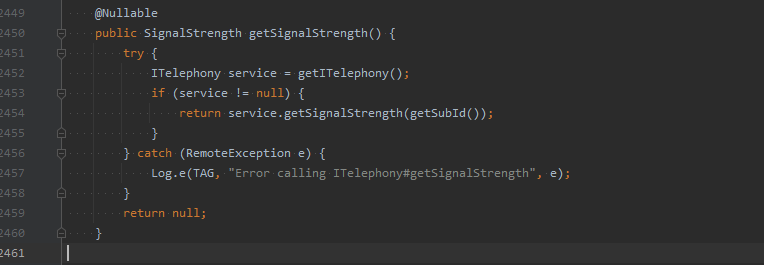 2449 @Nullable
2450 public SignalStrength getSignalStrength() {
2451 try {
2452 ITelephony service = getITelephony();
2453 if (service != null) {
2454 return service.getSignalStrength(getSubId());
2455 }
2456 } catch (RemoteException e) {
2457 Log.e(TAG, "Error calling ITelephony#getSignalStrength", e);
2458 }
2459 return null;
2460 }
2461